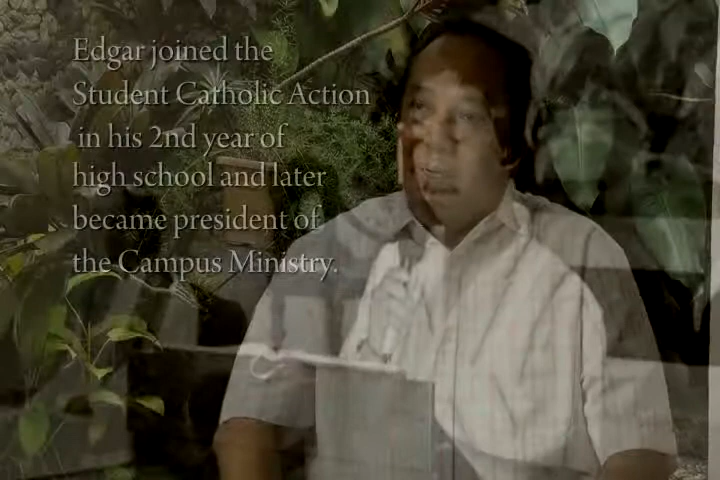 Edgar joined the
Student Catholic Action
in his 2nd year of
high school and later
became president of
the Campus Ministry.